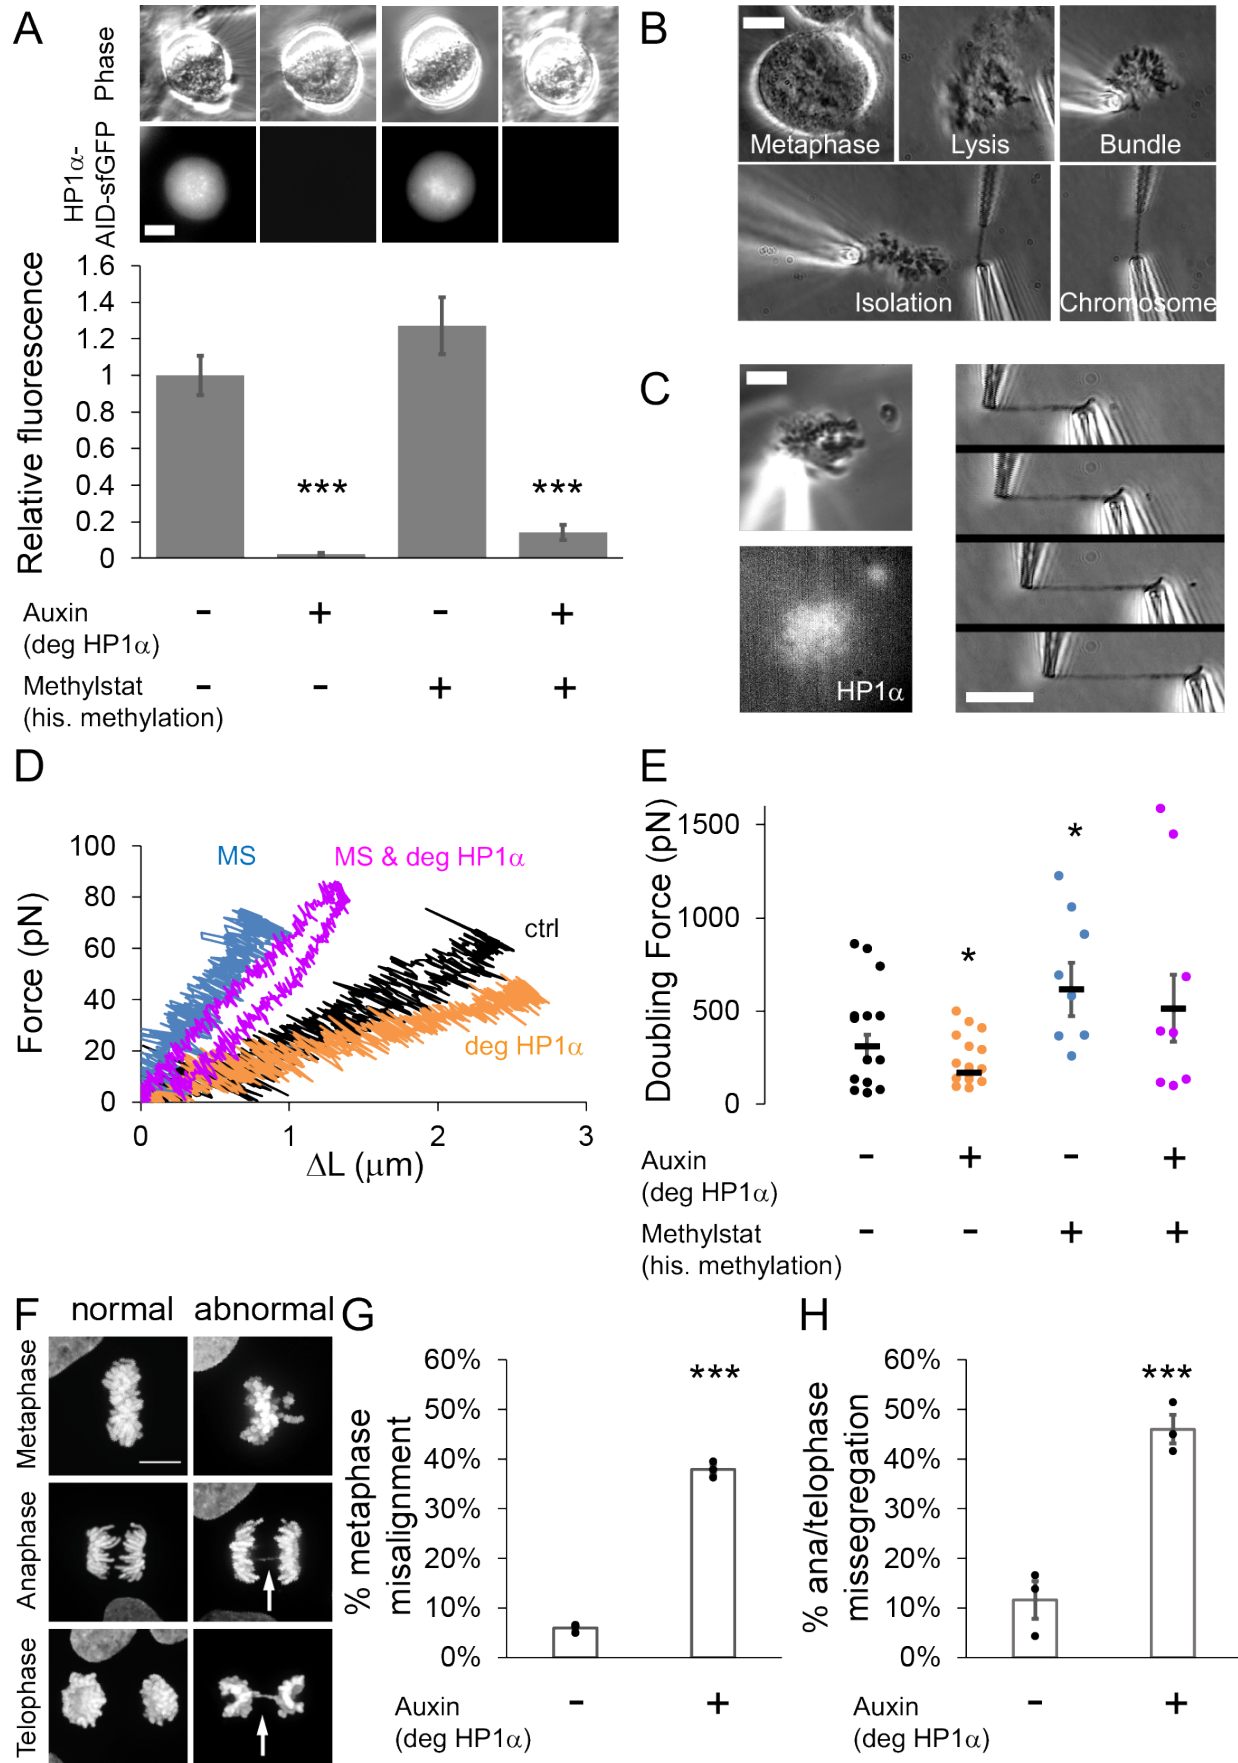 A
Phase
HP1α-
AID-sfGFP
Relative fluorescence
1.6
1.4
1.2
1
0.8
0.6
0.4
0.2
0
***
***
Auxin
(deg HP1α)
- + - +
Methylstat
(his. methylation)
- - + +
B
Metaphase
Lysis
Bundle
Isolation
Chromosome
C
HP1α
D
Force (pN)
100
80
60
40
20
0
MS
MS & deg HP1α
ctrl
deg HP1α
0 1 2 3
ΔL (μm)
E
Doubling Force (pN)
1500
1000
500
0
*
*
Auxin
(deg HP1α)
- + - +
Methylstat
(his. methylation)
- - + +
F
normal
abnormal
Metaphase
Anaphase
Telophase
G
% metaphase
misalignment
60%
50%
40%
30%
20%
10%
0%
***
Auxin
(deg HP1α)
- +
H
% ana/telophase
missegregation
60%
50%
40%
30%
20%
10%
0%
***
Auxin
(deg HP1α)
- +